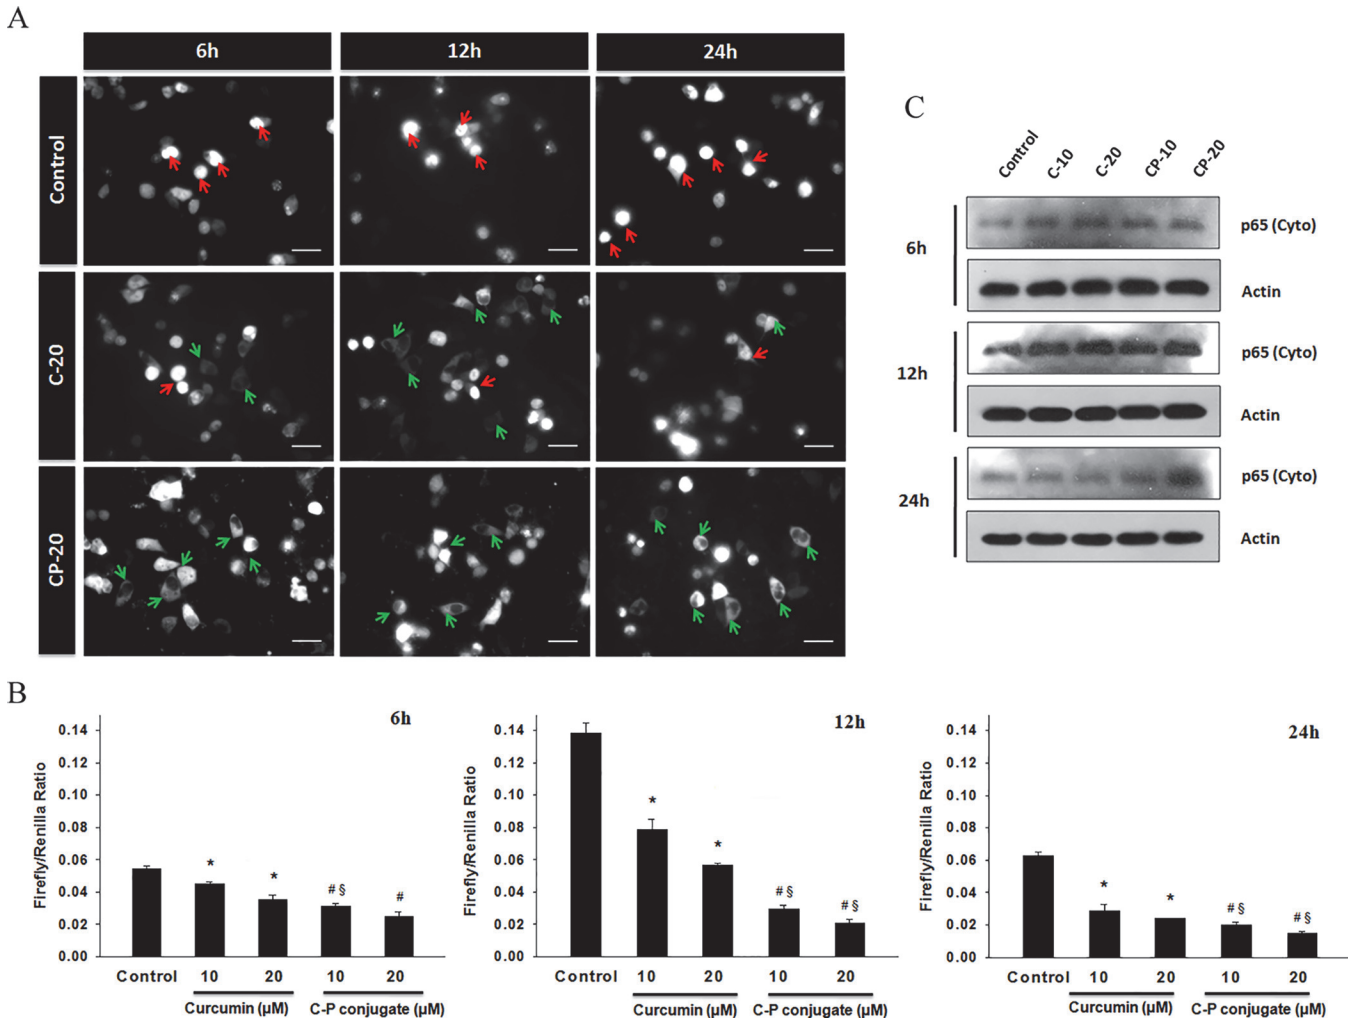 A
6h
12h
24h
Control
C-20
CP-20
C
Control
C-10
C-20
CP-10
CP-20
6h
p65 (Cyto)
Actin
12h
p65 (Cyto)
Actin
24h
p65 (Cyto)
Actin
B
6h
Firefly/Renilla Ratio
0.14
0.12
0.10
0.08
0.06
0.04
0.02
0.00
*
*
# §
#
Control
10
20
10
20
Curcumin (µM)
C-P conjugate (µM)
12h
Firefly/Renilla Ratio
0.14
0.12
0.10
0.08
0.06
0.04
0.02
0.00
*
*
# §
# §
Control
10
20
10
20
Curcumin (µM)
C-P conjugate (µM)
24h
Firefly/Renilla Ratio
0.14
0.12
0.10
0.08
0.06
0.04
0.02
0.00
*
*
# §
# §
Control
10
20
10
20
Curcumin (µM)
C-P conjugate (µM)